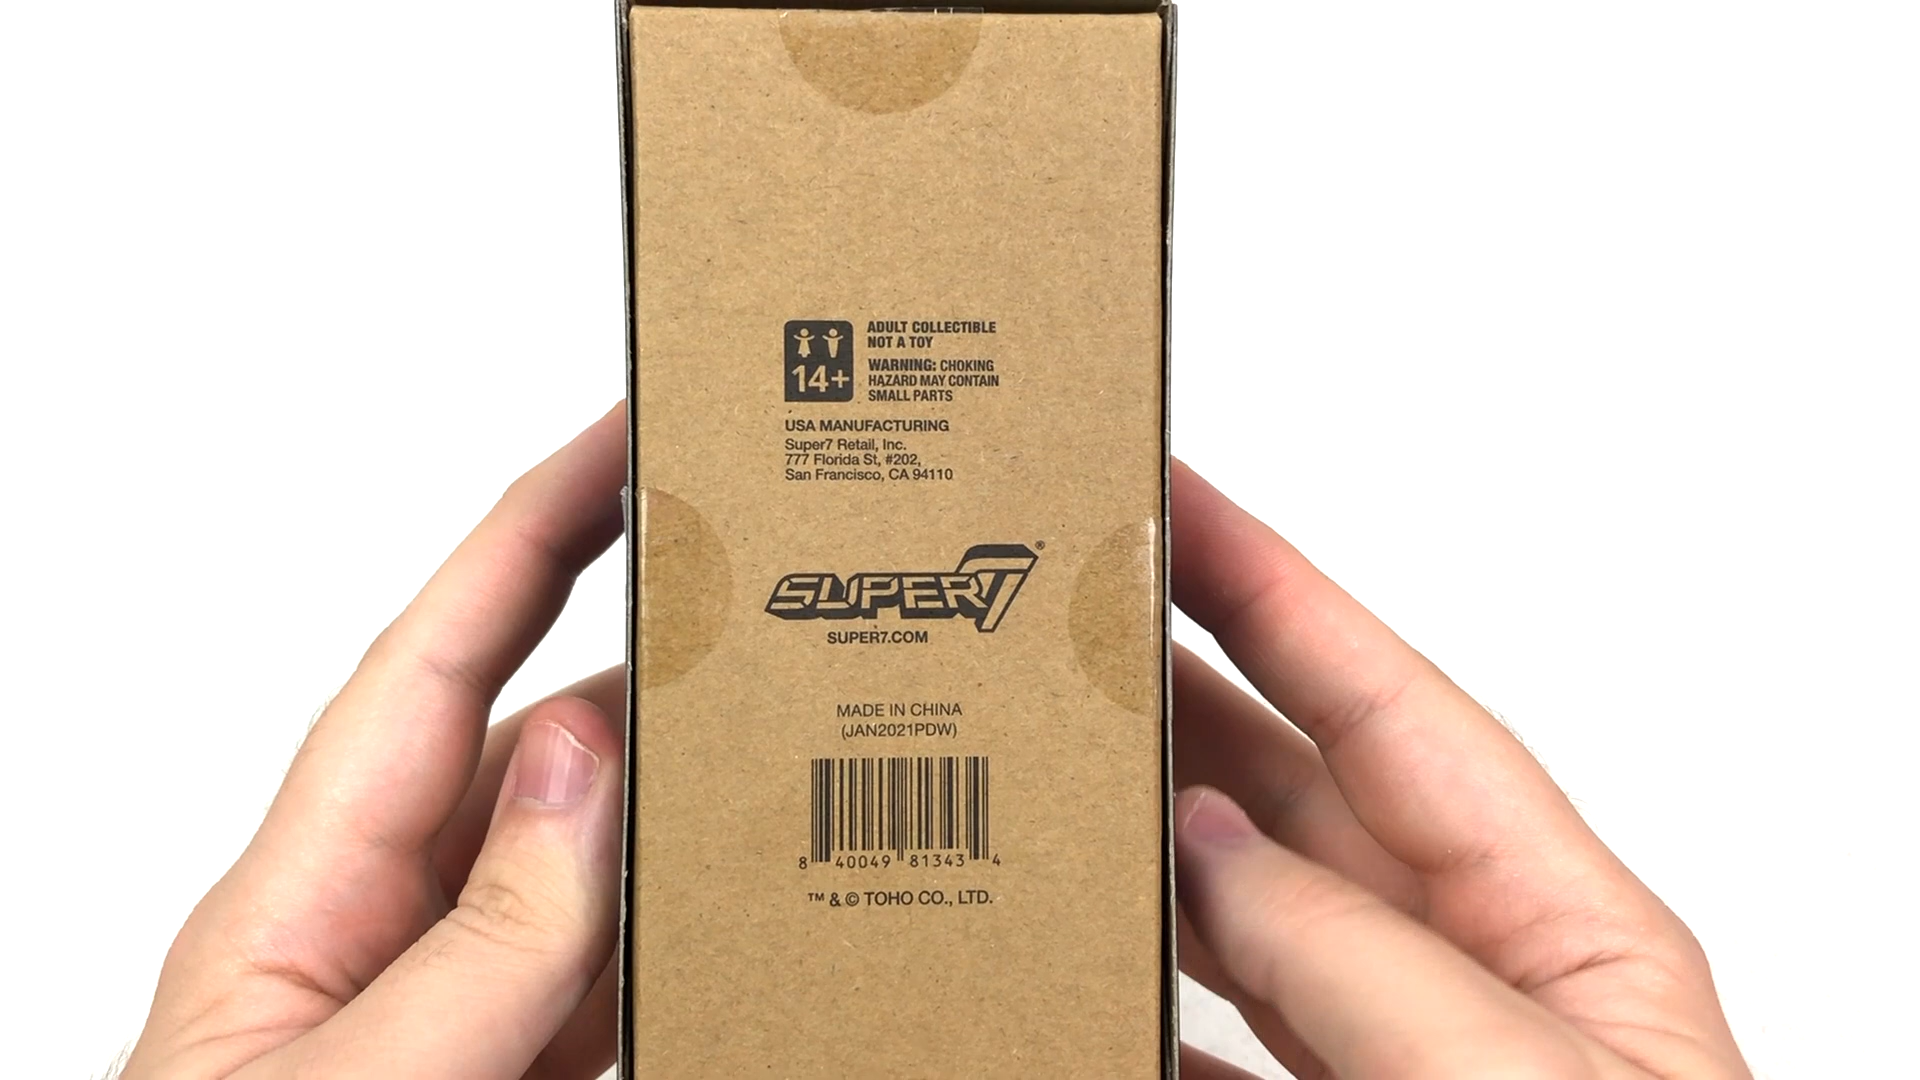 14+
ADULT COLLECTIBLE
NOT A TOY
WARNING: CHOKING
HAZARD MAY CONTAIN
SMALL PARTS
USA MANUFACTURING
Super7 Retail, Inc.
777 Florida St, #202,
San Francisco, CA 94110
SUPER7®
SUPER7.COM
MADE IN CHINA
(JAN2021PDW)
8 40049 81343 4
™ & © TOHO CO., LTD.